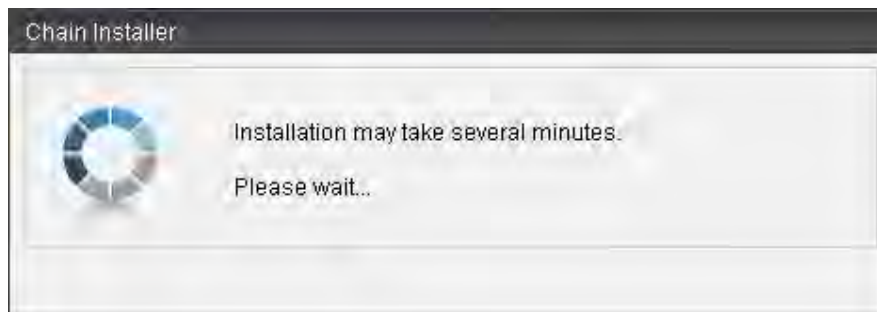 Chain Installer
Installation may take several minutes.
Please wait...